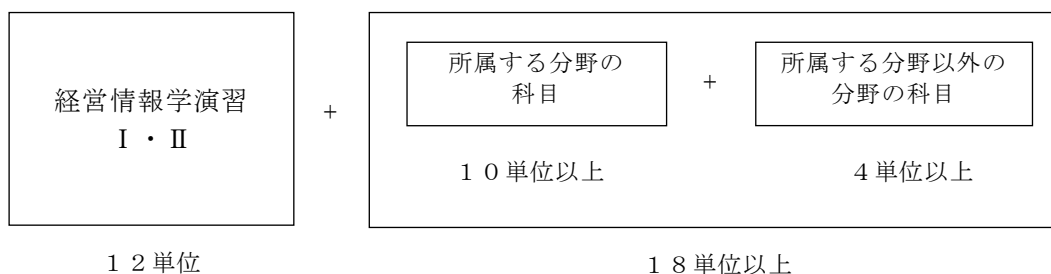 経営情報学演習
Ⅰ・Ⅱ
+
所属する分野の
科目
+
所属する分野以外の
分野の科目
１０単位以上
４単位以上
１２単位
１８単位以上